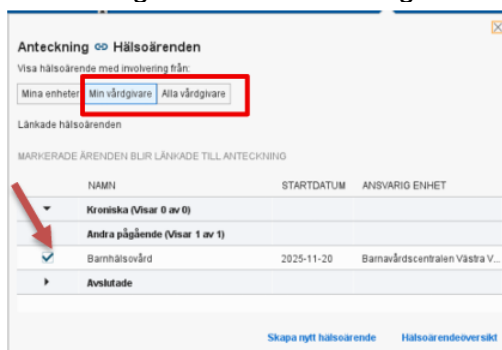 Anteckning Hälsoärenden
Visa hälsoärende med involvering från:
Mina enheter Min vårdgivare Alla vårdgivare
Länkade hälsoärenden
MARKERADE ÄRENDEN BLIR LÄNKADE TILL ANTECKNING
NAMN STARTDATUM ANSVARIG ENHET
Kroniska (Visar 0 av 0)
Andra pågående (Visar 1 av 1)
Barnhälsovård 2025-11-20 Barnavårdscentralen Västra V...
Avslutade
Skapa nytt hälsoärende Hälsoärendeöversikt